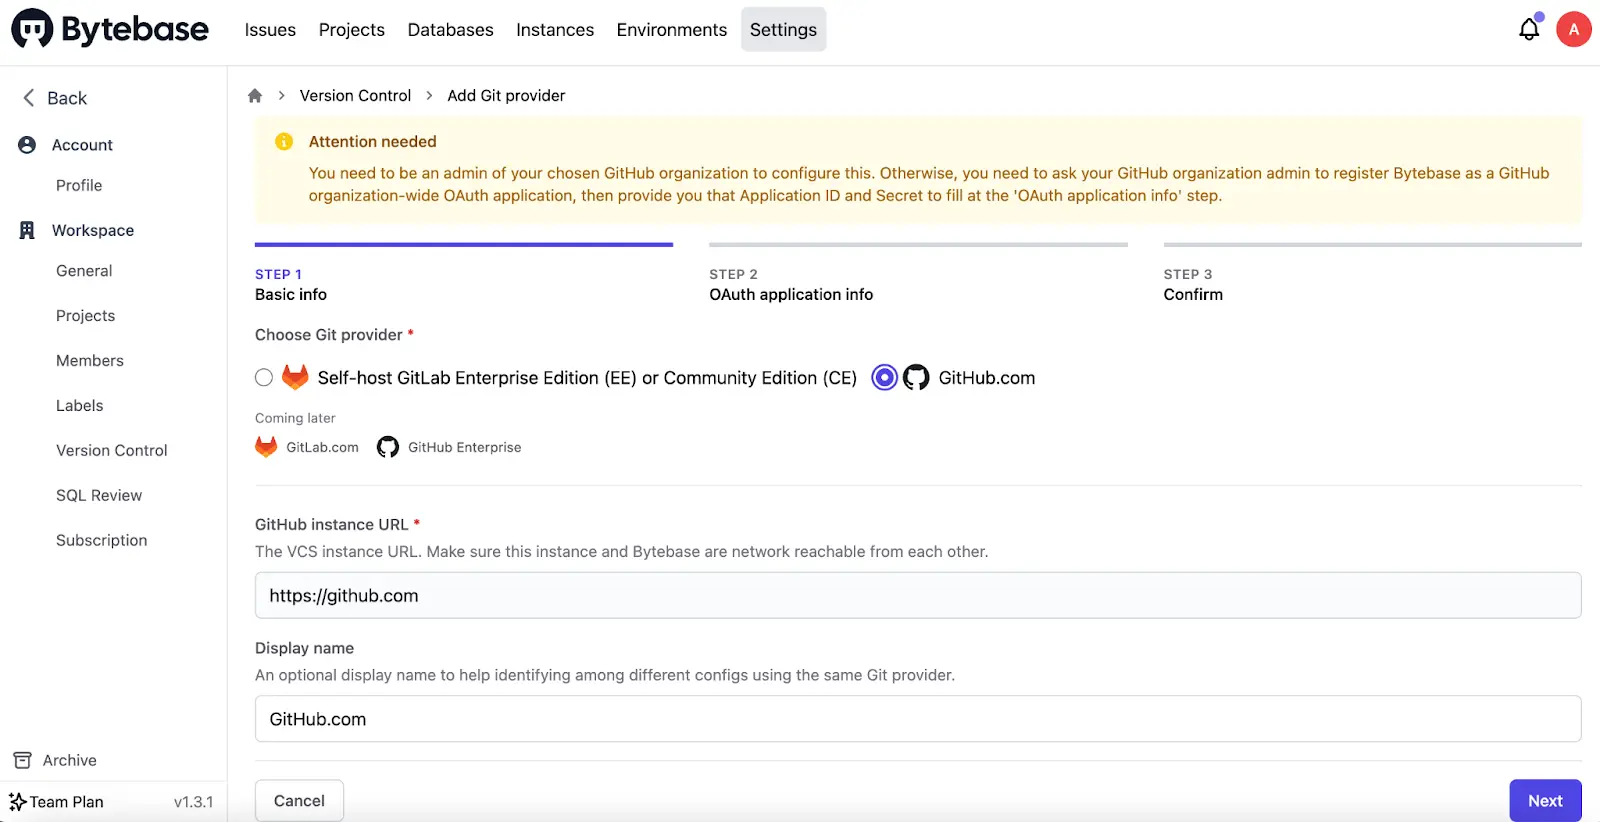 Bytebase
Issues Projects Databases Instances Environments Settings
A
Back
Account
Profile
Workspace
General
Projects
Members
Labels
Version Control
SQL Review
Subscription
Archive
Team Plan v1.3.1
Version Control > Add Git provider
Attention needed
You need to be an admin of your chosen GitHub organization to configure this. Otherwise, you need to ask your GitHub organization admin to register Bytebase as a GitHub
organization-wide OAuth application, then provide you that Application ID and Secret to fill at the 'OAuth application info' step.
STEP 1
Basic info
STEP 2
OAuth application info
STEP 3
Confirm
Choose Git provider *
Self-host GitLab Enterprise Edition (EE) or Community Edition (CE) GitHub.com
Coming later
GitLab.com GitHub Enterprise
GitHub instance URL *
The VCS instance URL. Make sure this instance and Bytebase are network reachable from each other.
https://github.com
Display name
An optional display name to help identifying among different configs using the same Git provider.
GitHub.com
Cancel Next